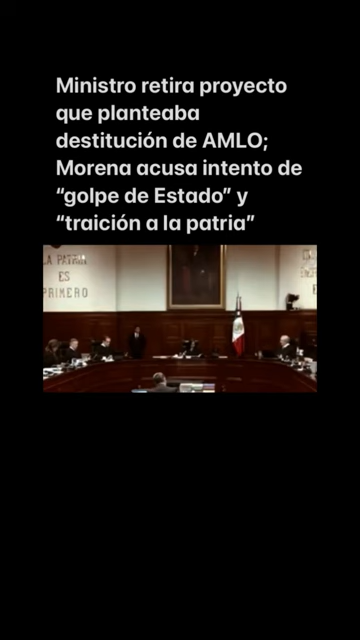 Ministro retira proyecto
que planteaba
destitución de AMLO;
Morena acusa intento de
“golpe de Estado” y
“traición a la patria”
LA PATRIA
ES
PRIMERO